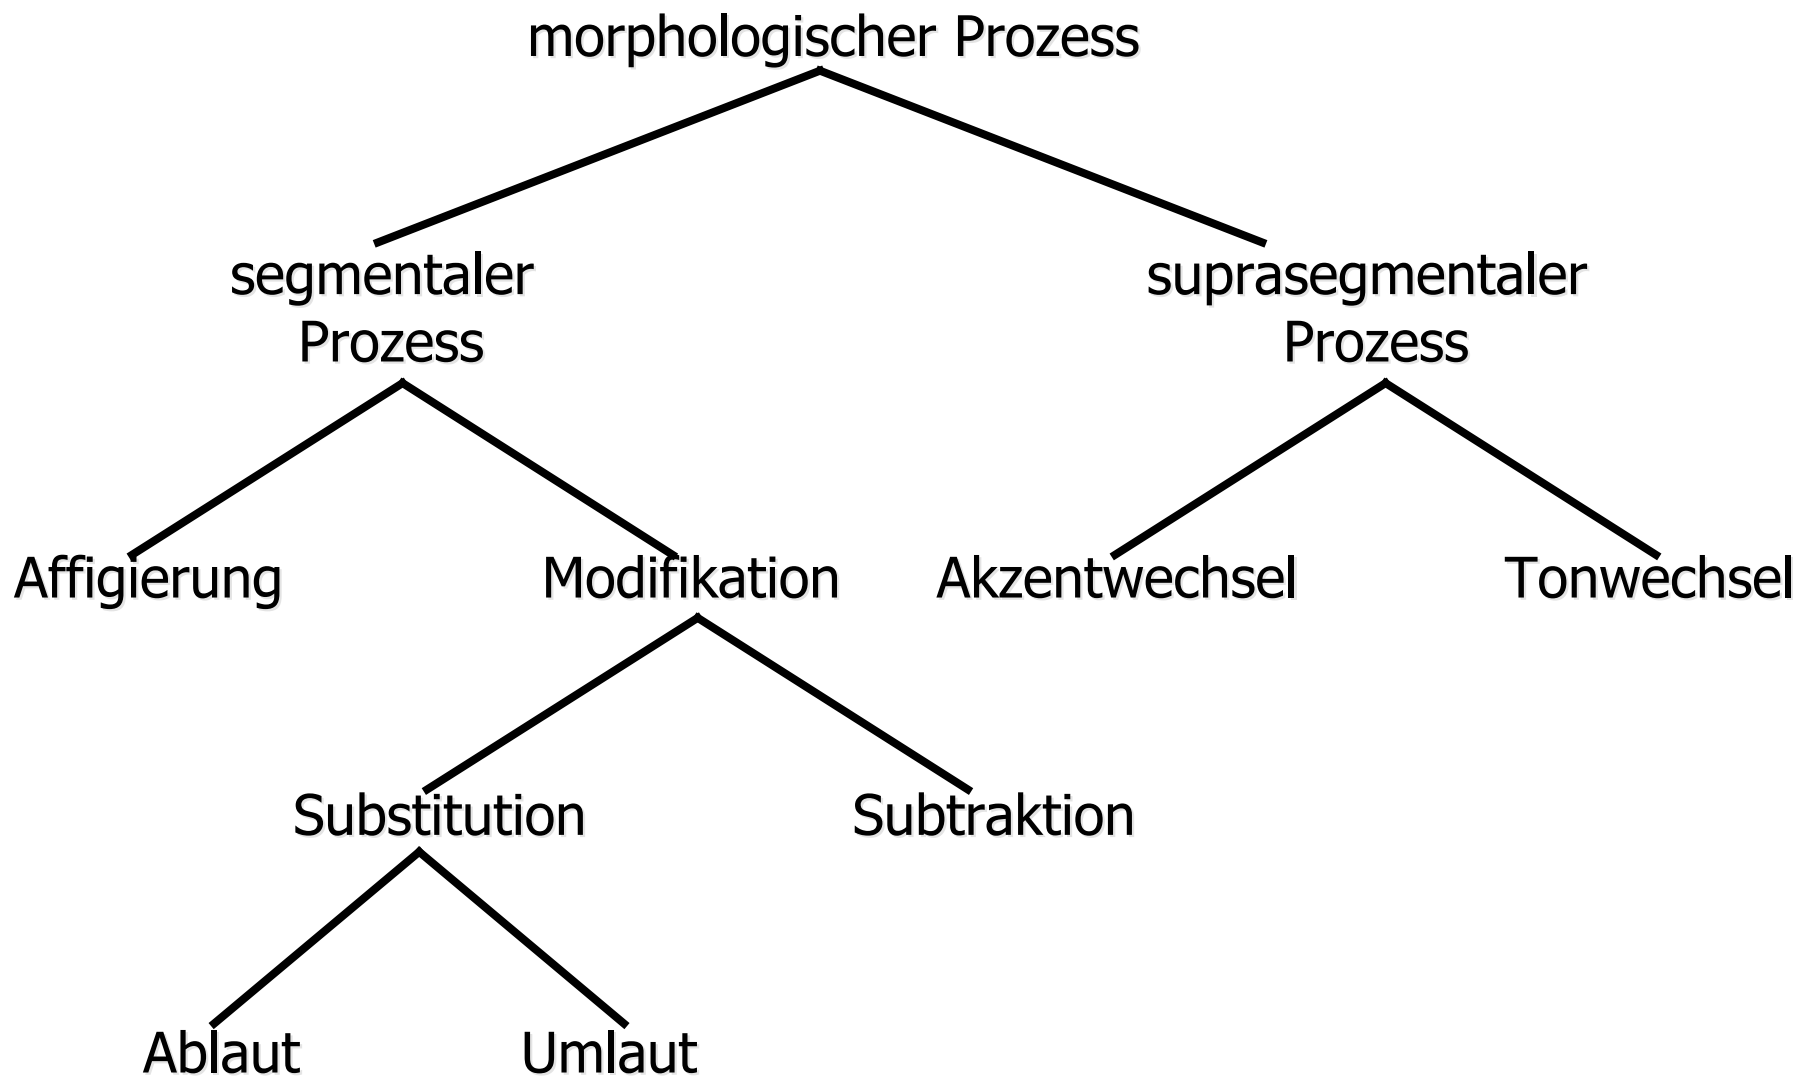 morphologischer Prozess
segmentaler
Prozess
suprasegmentaler
Prozess
Affigierung
Modifikation
Akzentwechsel
Tonwechsel
Substitution
Subtraktion
Ablaut
Umlaut